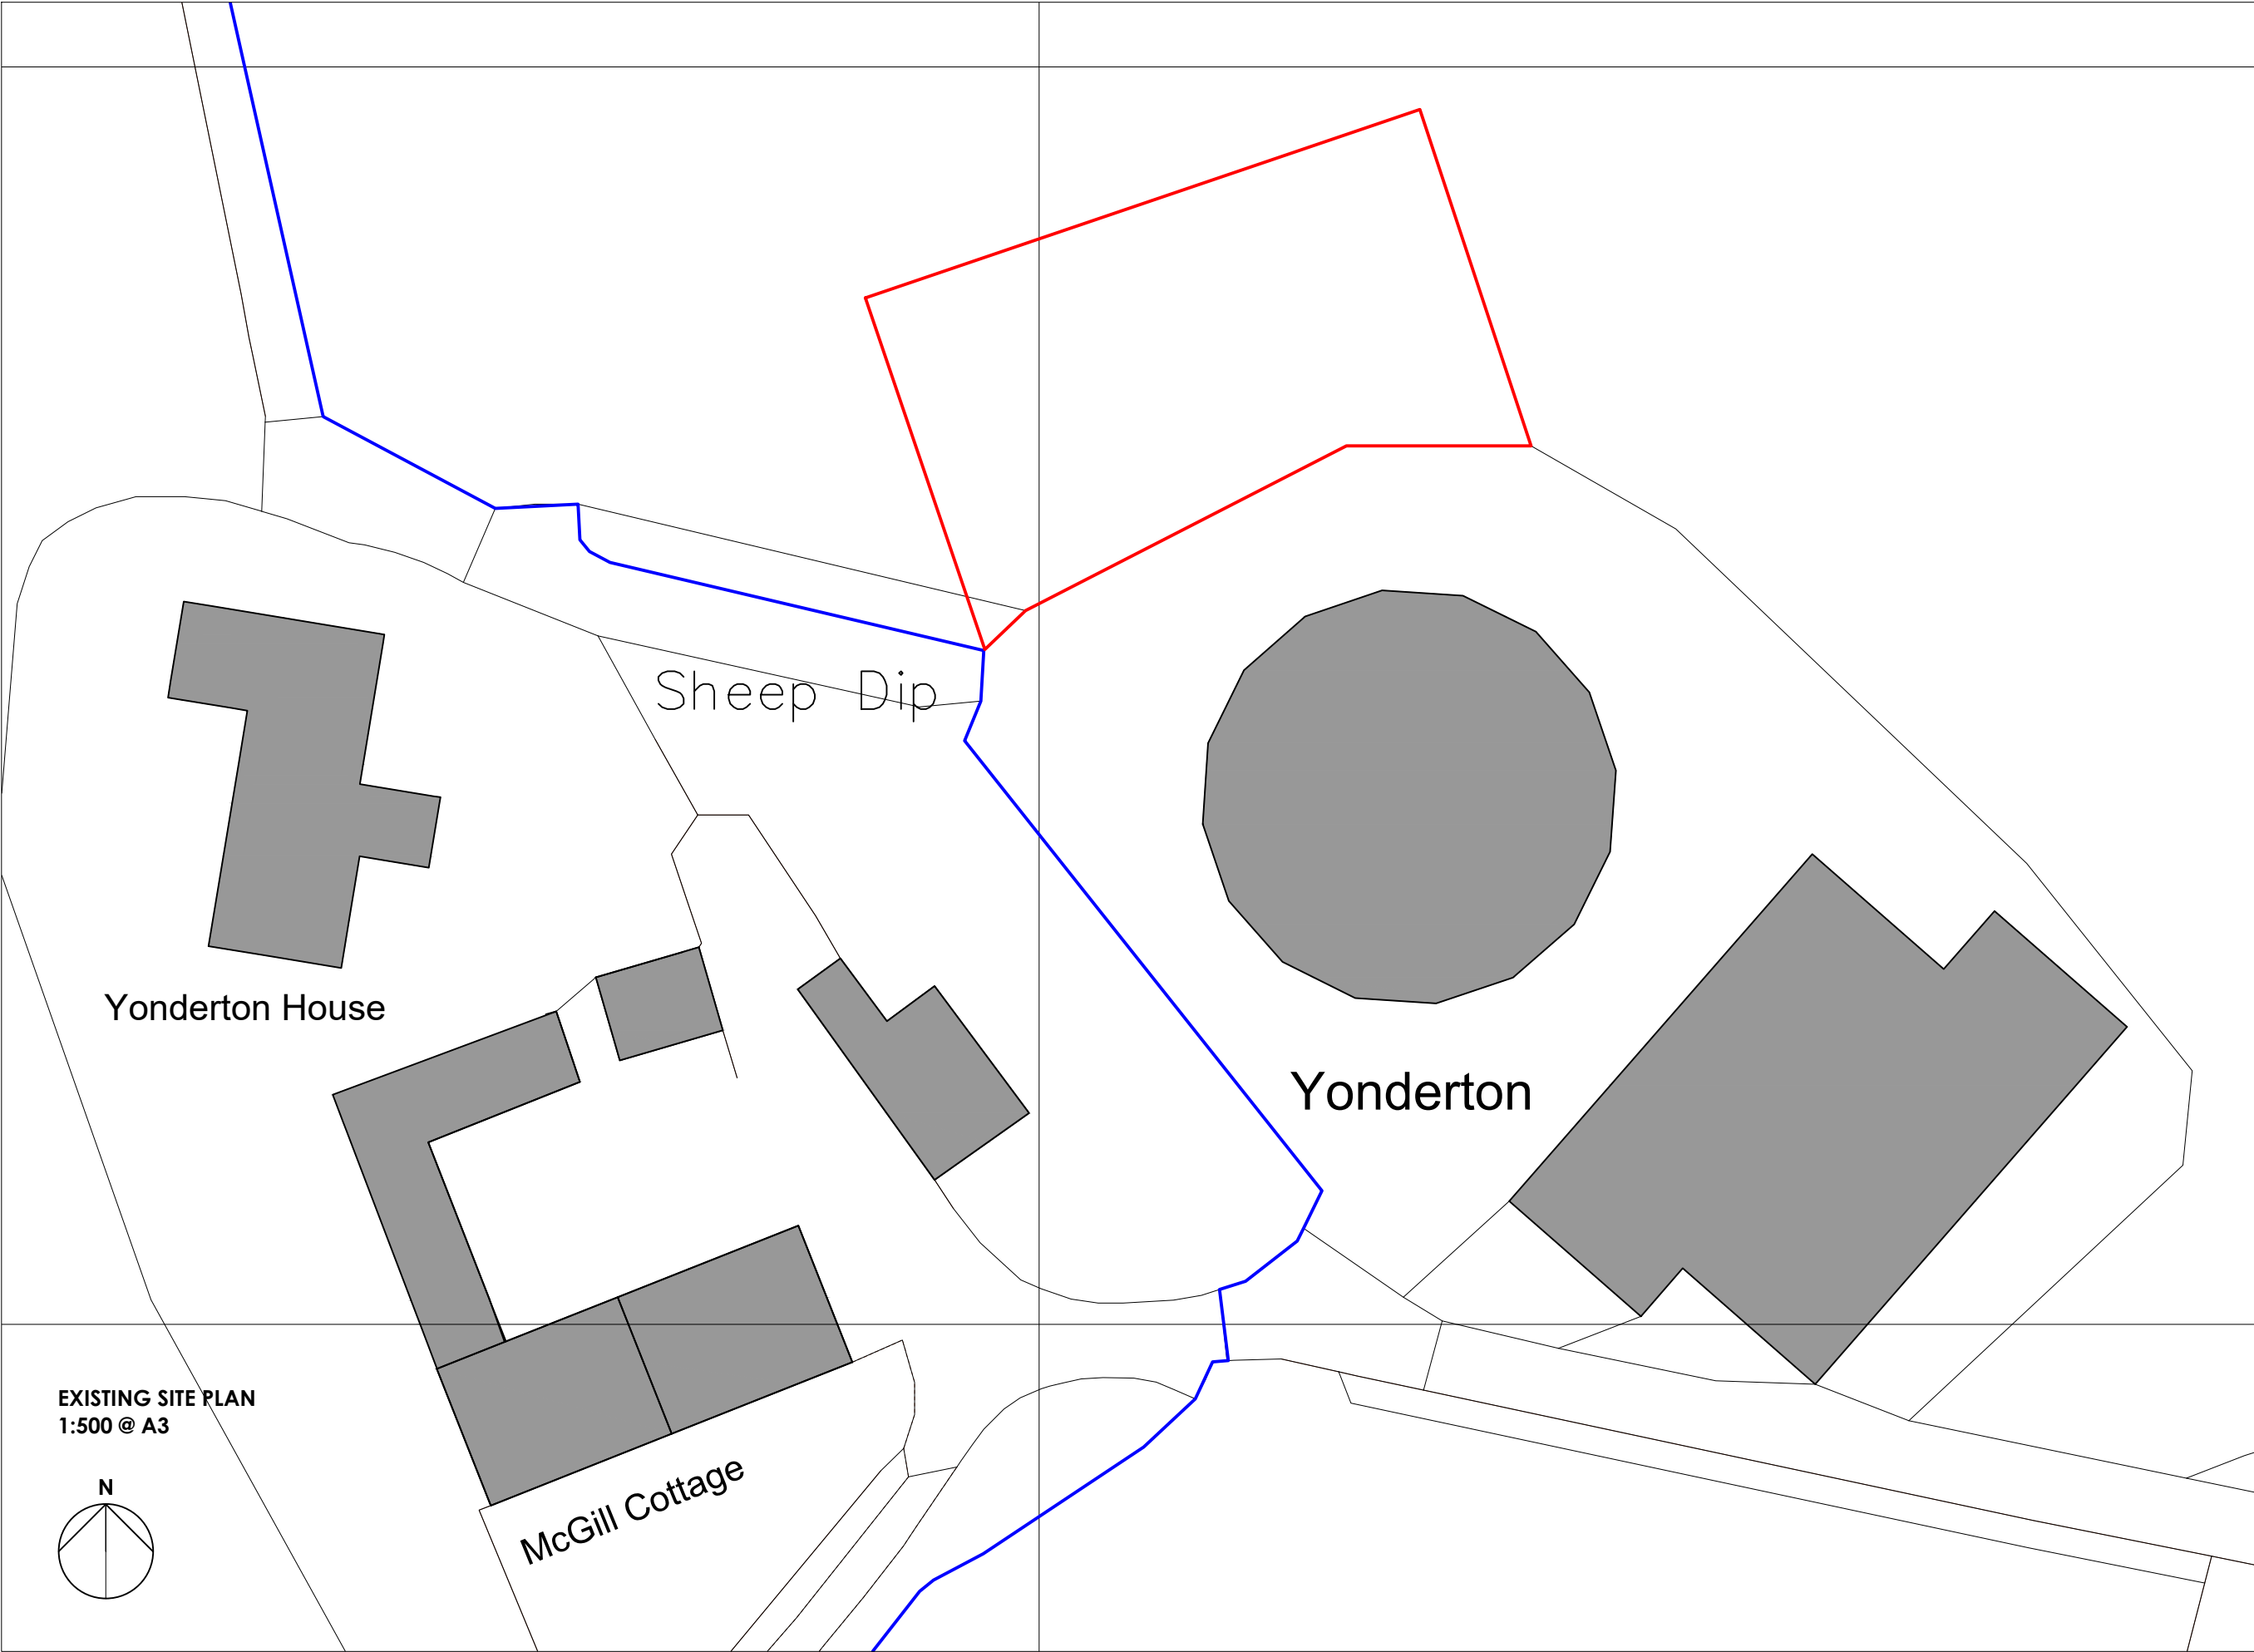 Sheep Dip
Yonderton House
Yonderton
EXISTING SITE PLAN
1:500 @ A3
N
McGill Cottage